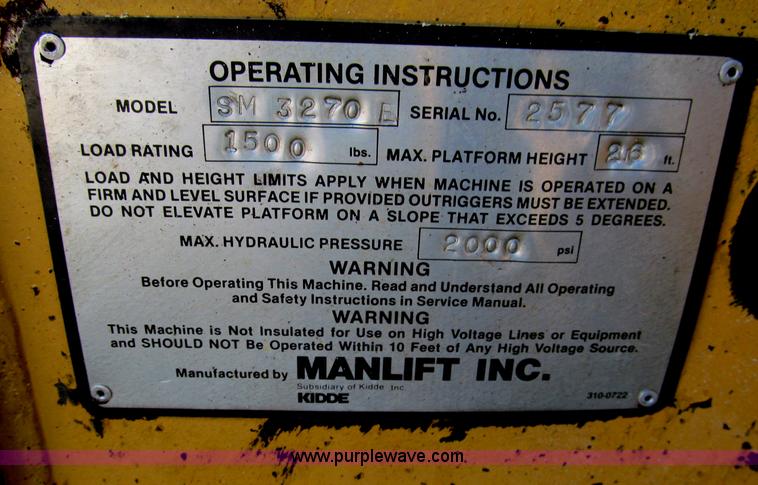 OPERATING INSTRUCTIONS
MODEL SM 3270 E SERIAL No. 2577
LOAD RATING 1500 lbs. MAX. PLATFORM HEIGHT 26 ft.
LOAD AND HEIGHT LIMITS APPLY WHEN MACHINE IS OPERATED ON A
FIRM AND LEVEL SURFACE IF PROVIDED OUTRIGGERS MUST BE EXTENDED.
DO NOT ELEVATE PLATFORM ON A SLOPE THAT EXCEEDS 5 DEGREES.
MAX. HYDRAULIC PRESSURE 2000 psi
WARNING
Before Operating This Machine. Read and Understand All Operating
and Safety Instructions in Service Manual.
WARNING
This Machine is Not Insulated for Use on High Voltage Lines or Equipment
and SHOULD NOT Be Operated Within 10 Feet of Any High Voltage Source.
Manufactured by MANLIFT INC.
Subsidiary of Kidde Inc.
KIDDE 310-0722
www.purplewave.com